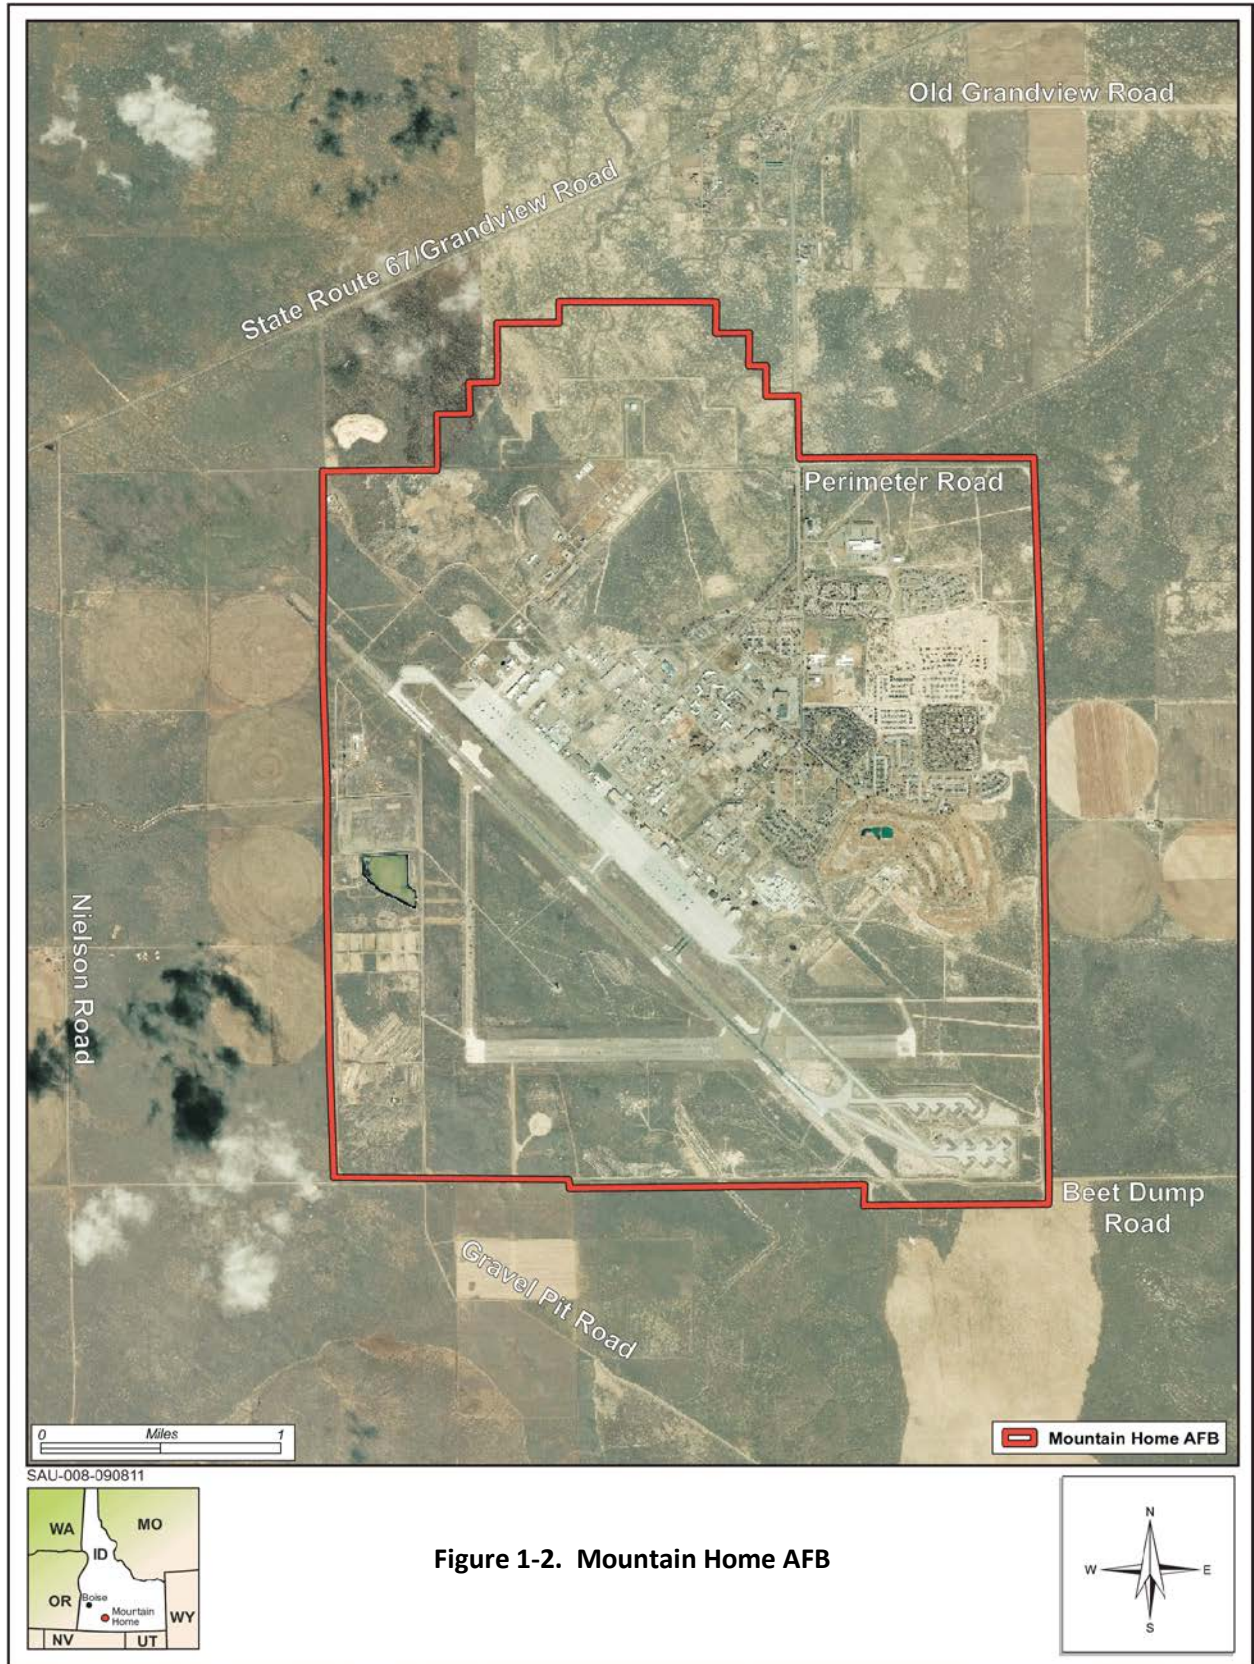 Old Grandview Road
State Route 67/Grandview Road
Perimeter Road
Nielson Road
Beet Dump
Road
Gravel Pit Road
0 Miles 1
Mountain Home AFB
SAU-008-090811
WA
MO
ID
OR
Boise
Mountain
Home
WY
NV
UT
Figure 1-2. Mountain Home AFB
N
W
E
S